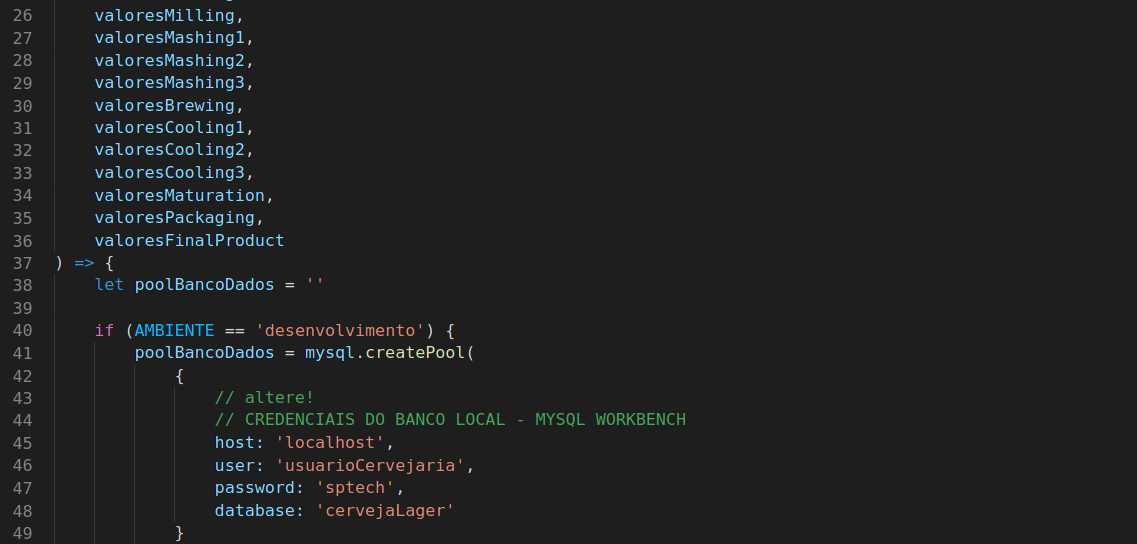 26 valoresMilling,
27 valoresMashing1,
28 valoresMashing2,
29 valoresMashing3,
30 valoresBrewing,
31 valoresCooling1,
32 valoresCooling2,
33 valoresCooling3,
34 valoresMaturation,
35 valoresPackaging,
36 valoresFinalProduct
37 ) => {
38 let poolBancoDados = ''
39
40 if (AMBIENTE == 'desenvolvimento') {
41 poolBancoDados = mysql.createPool(
42 {
43 // altere!
44 // CREDENCIAIS DO BANCO LOCAL - MYSQL WORKBENCH
45 host: 'localhost',
46 user: 'usuarioCervejaria',
47 password: 'sptech',
48 database: 'cervejaLager'
49 }